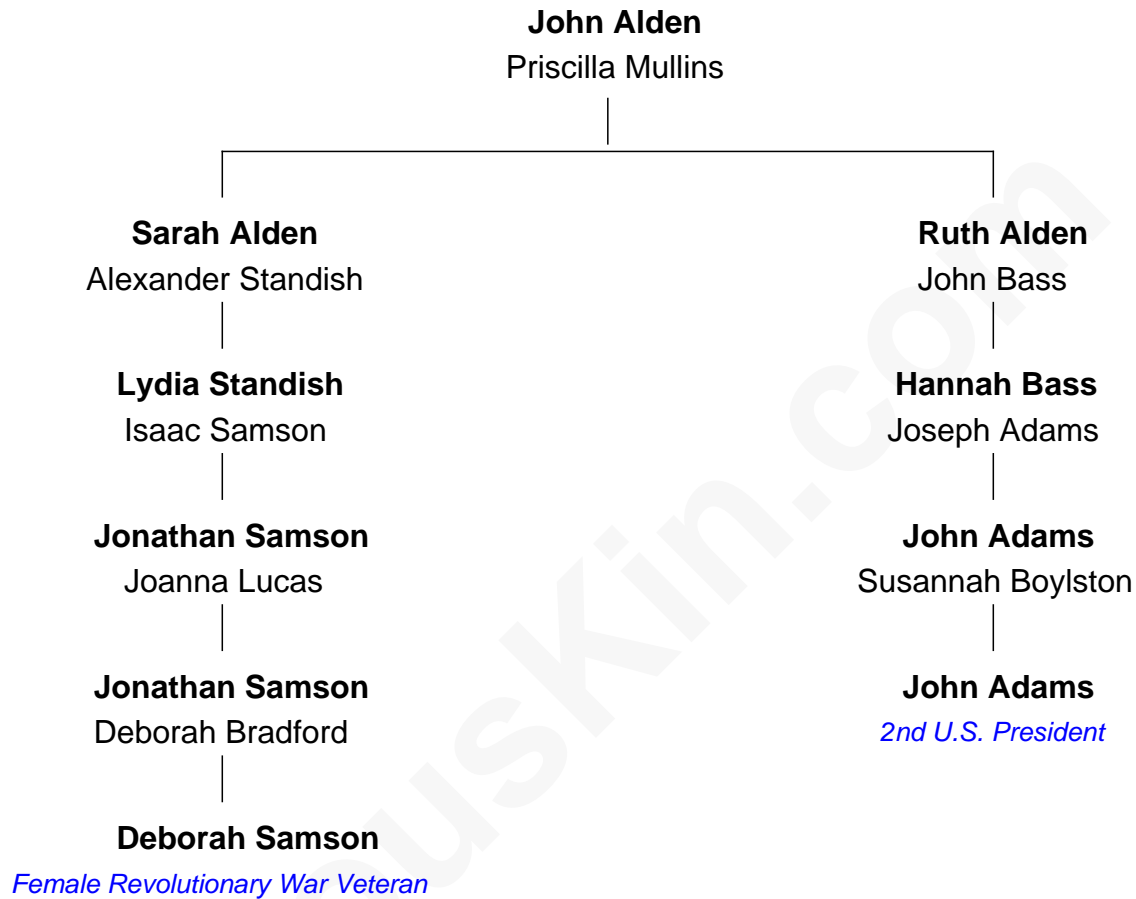 John Alden
Priscilla Mullins
Sarah Alden
Alexander Standish
Ruth Alden
John Bass
Lydia Standish
Isaac Samson
Hannah Bass
Joseph Adams
Jonathan Samson
Joanna Lucas
John Adams
Susannah Boylston
Jonathan Samson
Deborah Bradford
John Adams
2nd U.S. President
Deborah Samson
Female Revolutionary War Veteran
ousKin.com